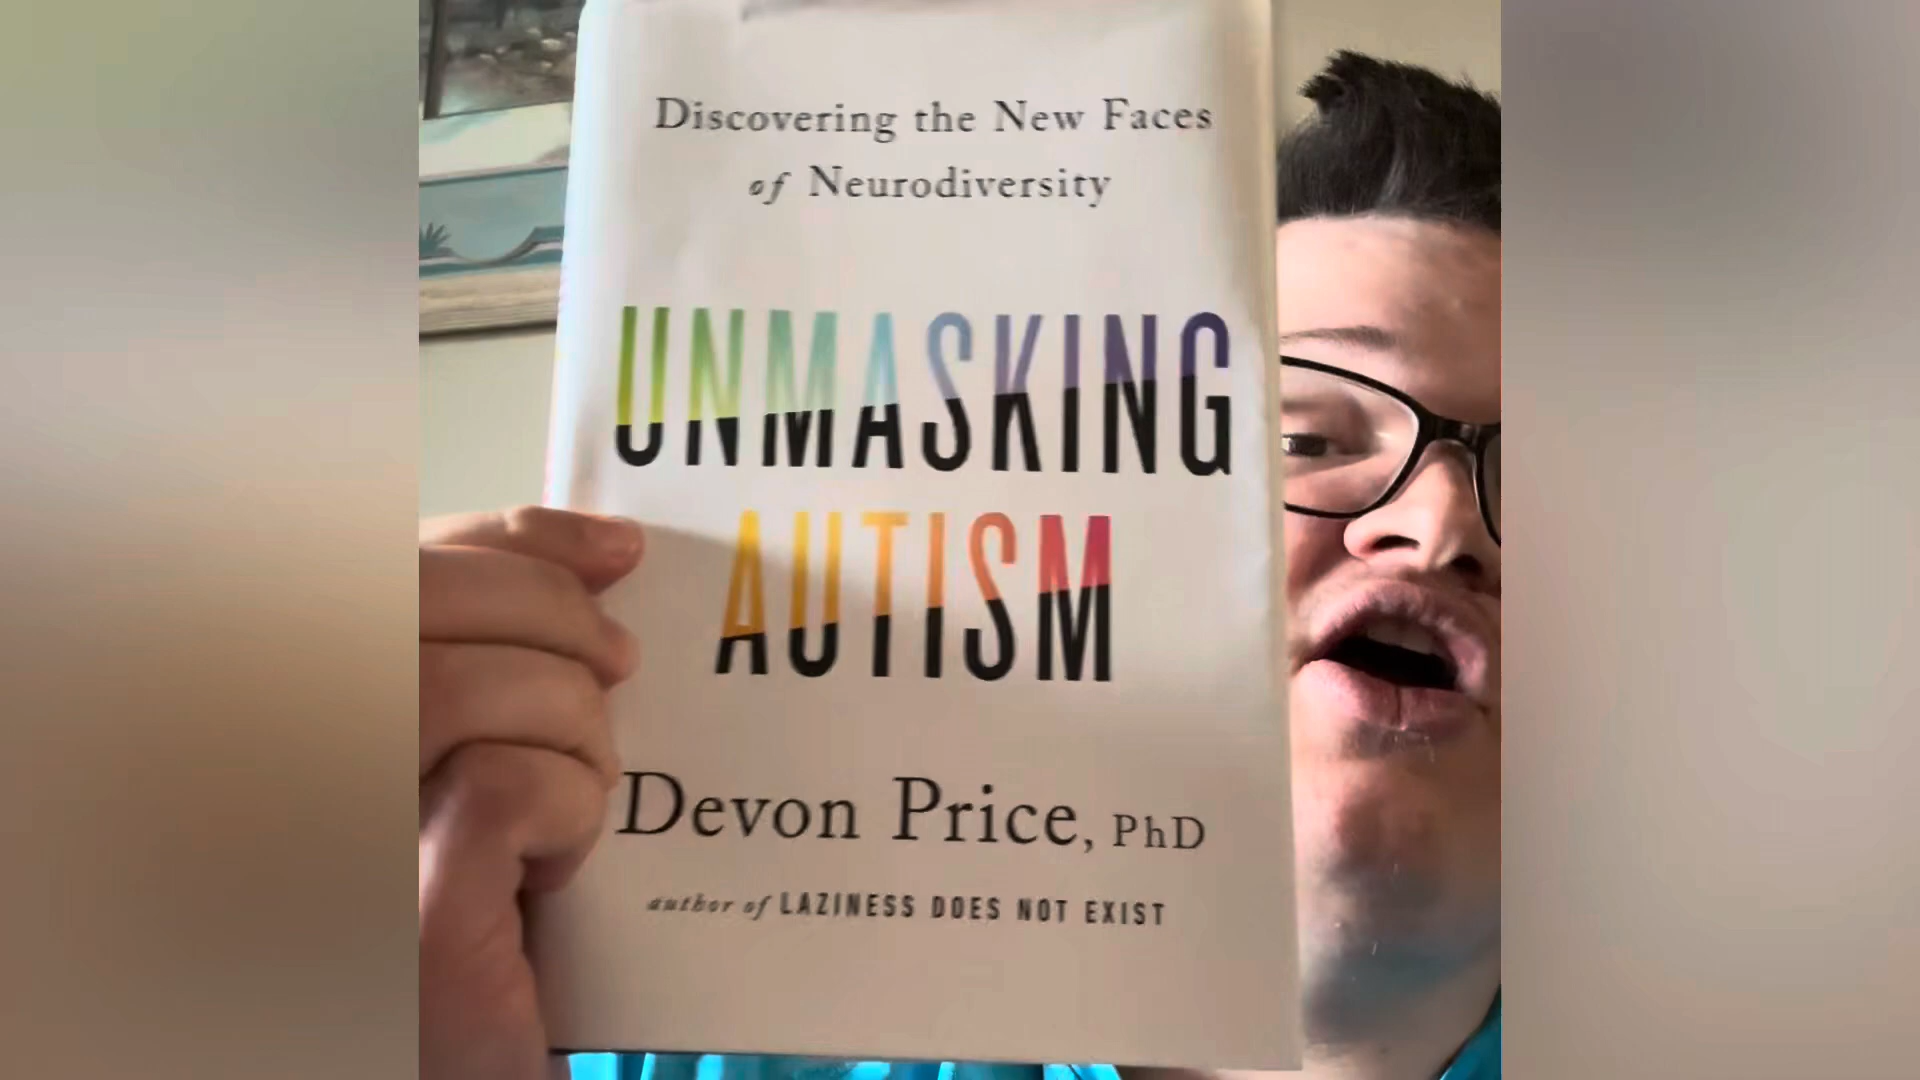 Discovering the New Faces
of Neurodiversity
UNMASKING
AUTISM
Devon Price, PhD
author of LAZINESS DOES NOT EXIST